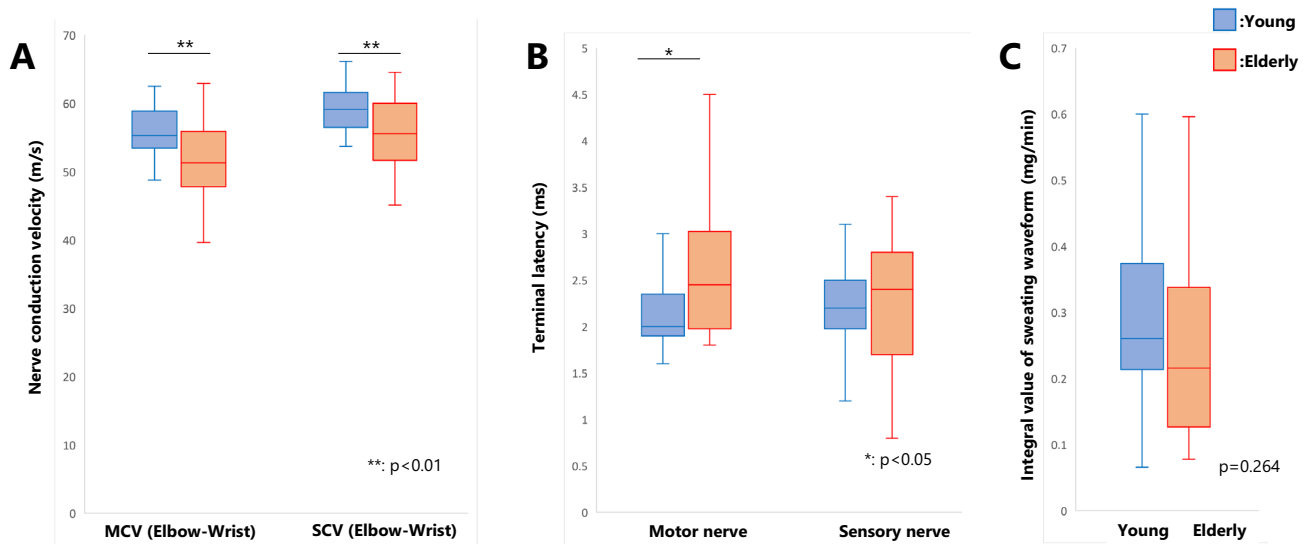 :Young
:Elderly
A
Nerve conduction velocity (m/s)
70
60
50
40
30
20
10
0
**
**
**: p<0.01
MCV (Elbow-Wrist)
SCV (Elbow-Wrist)
B
Terminal latency (ms)
5
4.5
4
3.5
3
2.5
2
1.5
1
0.5
0
*
*: p<0.05
Motor nerve
Sensory nerve
C
Integral value of sweating waveform (mg/min)
0.7
0.6
0.5
0.4
0.3
0.2
0.1
0
p=0.264
Young
Elderly